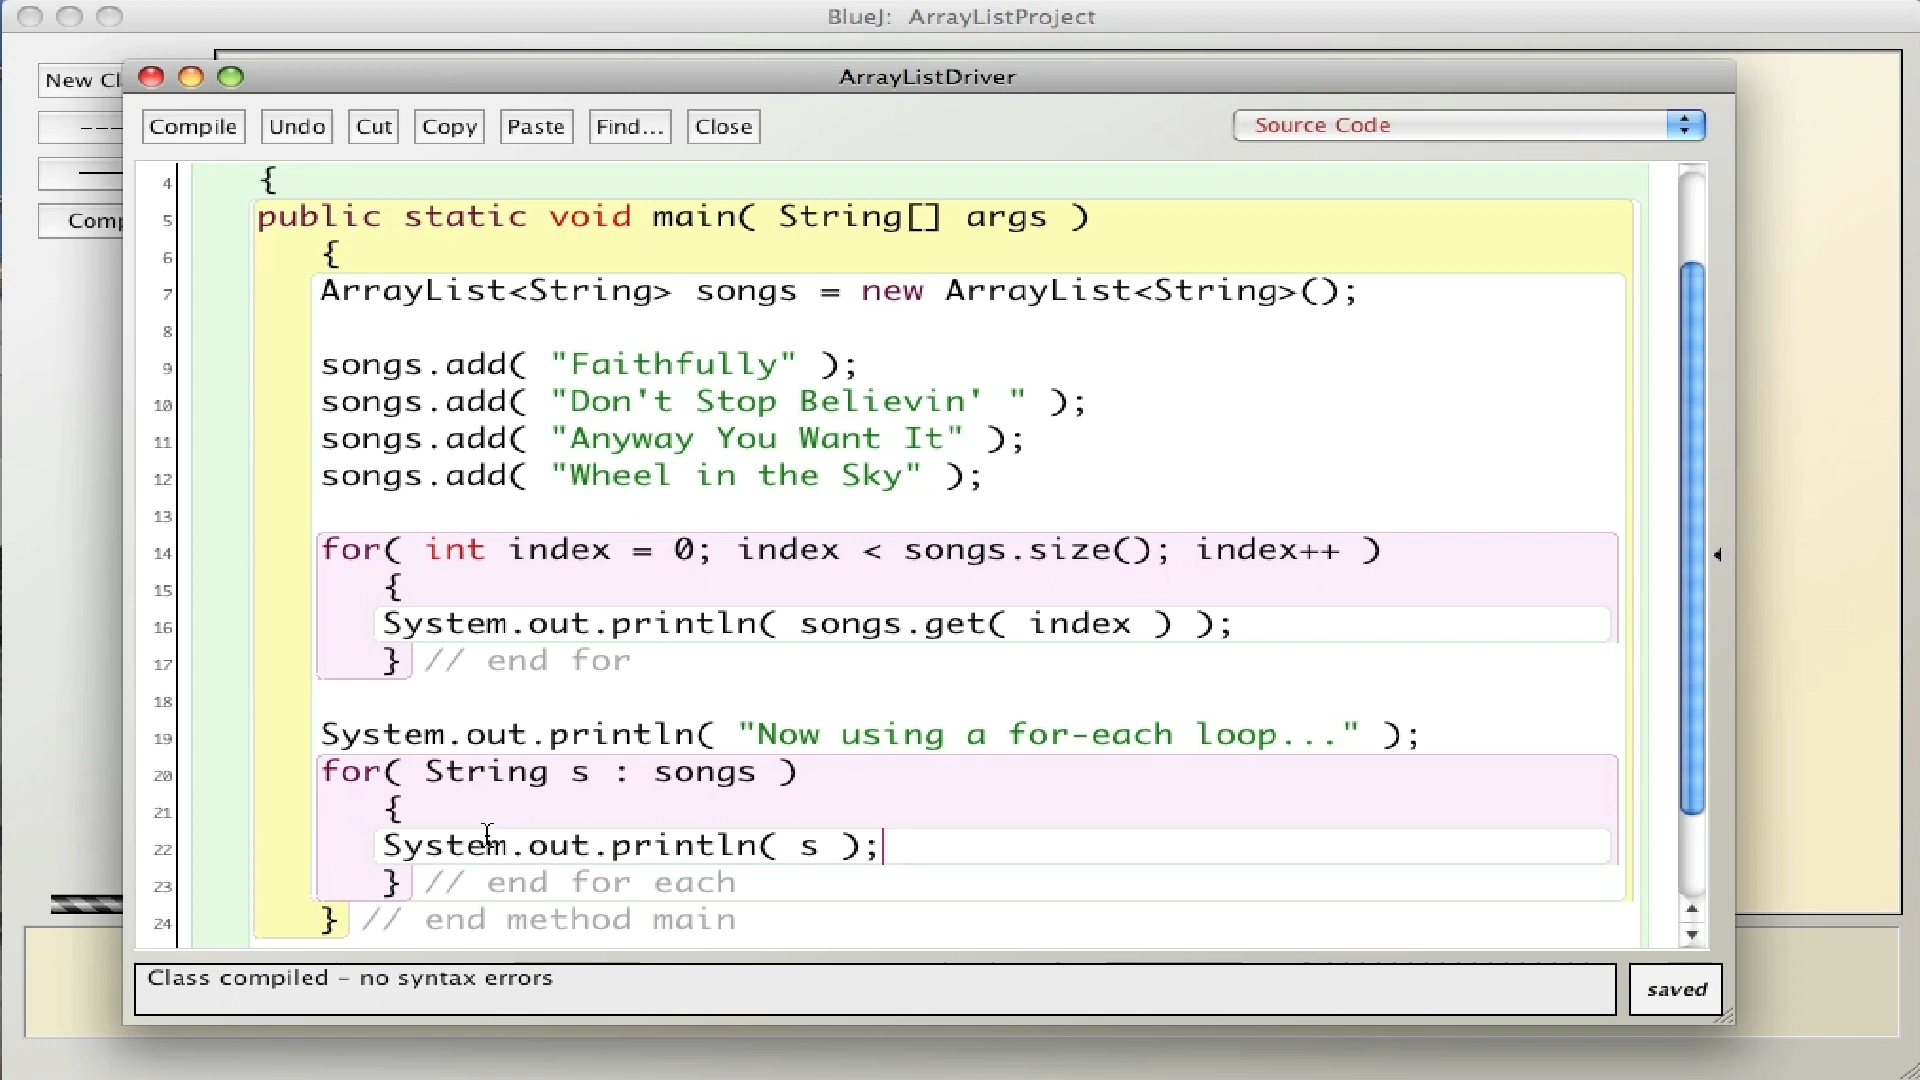 BlueJ: ArrayListProject
New Cl
ArrayListDriver
Compile Undo Cut Copy Paste Find... Close Source Code
Comp
4 {
5 public static void main( String[] args )
6 {
7 ArrayList<String> songs = new ArrayList<String>();
8
9 songs.add( "Faithfully" );
10 songs.add( "Don't Stop Believin' " );
11 songs.add( "Anyway You Want It" );
12 songs.add( "Wheel in the Sky" );
13
14 for( int index = 0; index < songs.size(); index++ )
15 {
16 System.out.println( songs.get( index ) );
17 } // end for
18
19 System.out.println( "Now using a for-each loop..." );
20 for( String s : songs )
21 {
22 System.out.println( s );
23 } // end for each
24 } // end method main
Class compiled - no syntax errors
saved